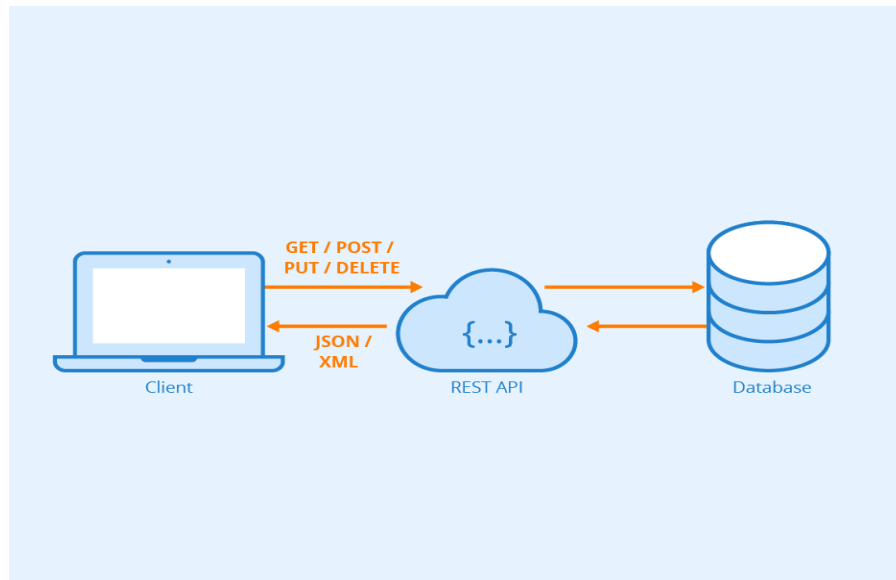 GET / POST /
PUT / DELETE
JSON /
XML
{...}
Client
REST API
Database